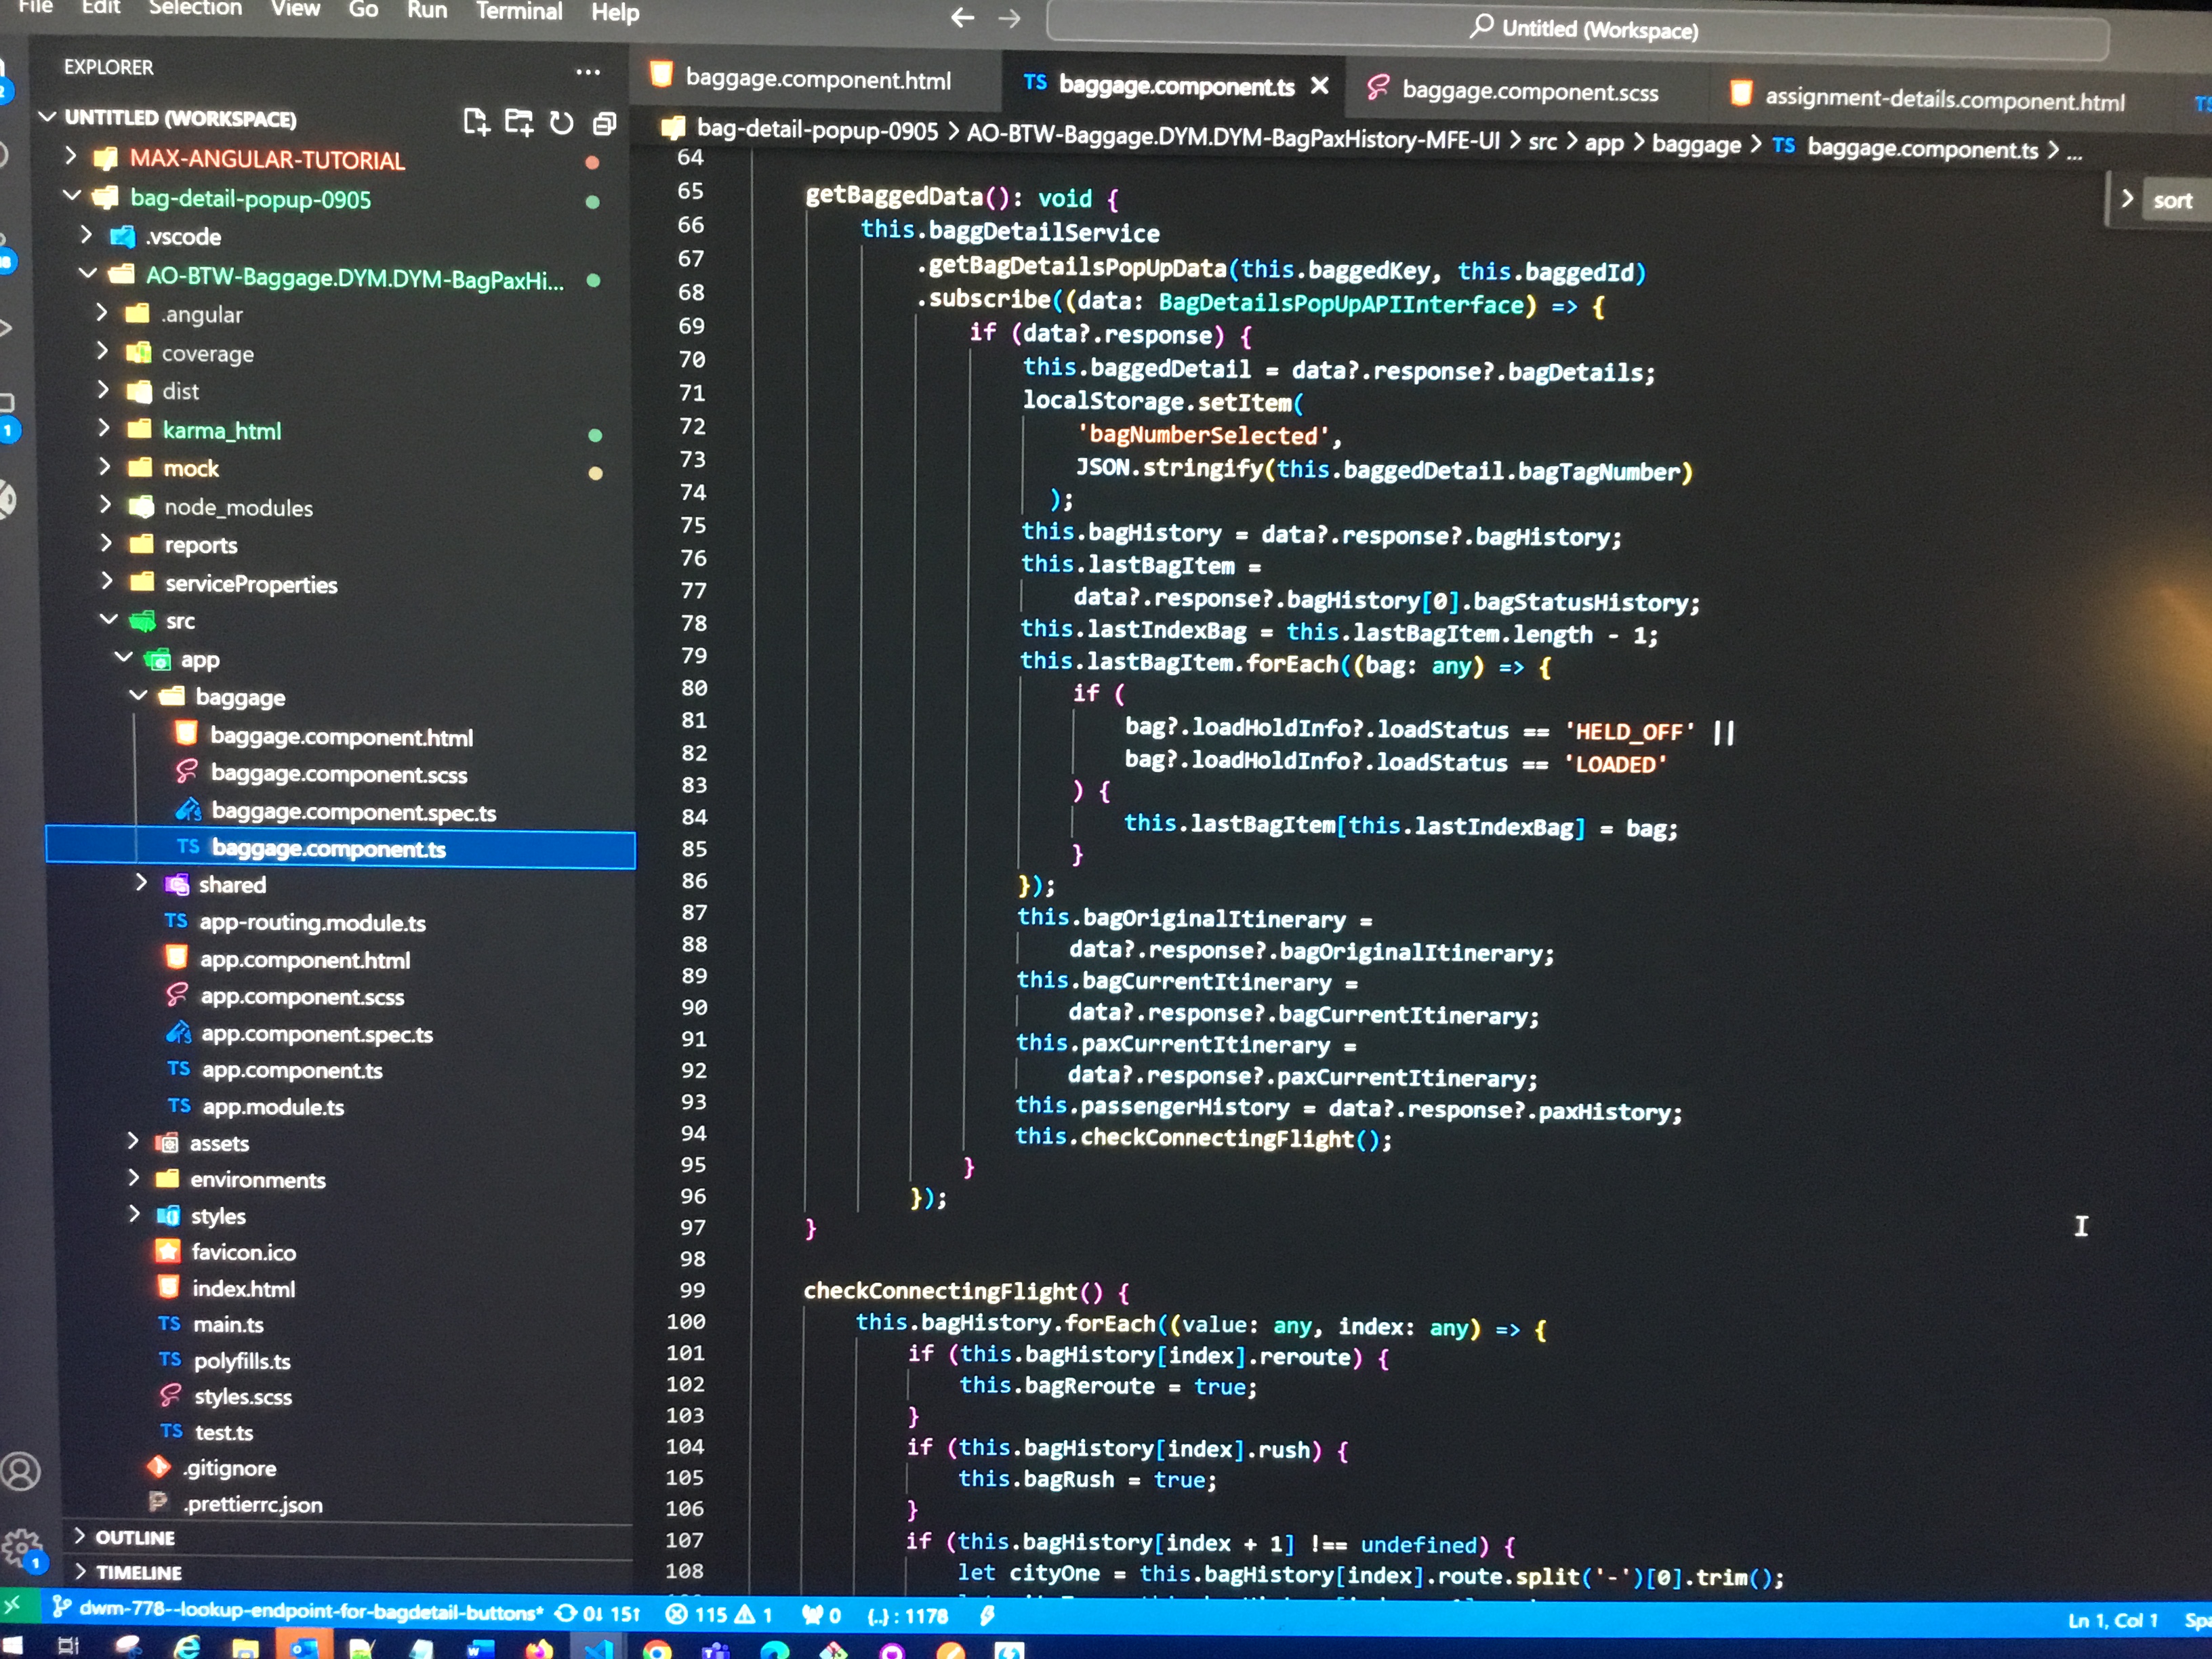 File Edit Selection View Go Run Terminal Help
Untitled (Workspace)
EXPLORER
UNTITLED (WORKSPACE)
MAX-ANGULAR-TUTORIAL
bag-detail-popup-0905
.vscode
AO-BTW-Baggage.DYM.DYM-BagPaxHi...
.angular
coverage
dist
karma_html
mock
node_modules
reports
serviceProperties
src
app
baggage
baggage.component.html
baggage.component.scss
baggage.component.spec.ts
TS baggage.component.ts
shared
TS app-routing.module.ts
app.component.html
app.component.scss
app.component.spec.ts
TS app.component.ts
TS app.module.ts
assets
environments
styles
favicon.ico
index.html
TS main.ts
TS polyfills.ts
styles.scss
TS test.ts
.gitignore
.prettierrc.json
OUTLINE
TIMELINE
baggage.component.html TS baggage.component.ts baggage.component.scss assignment-details.component.html
bag-detail-popup-0905 > AO-BTW-Baggage.DYM.DYM-BagPaxHistory-MFE-UI > src > app > baggage > TS baggage.component.ts > ...
sort
64
65 getBaggedData(): void {
66 this.baggDetailService
67 .getBagDetailsPopUpData(this.baggedKey, this.baggedId)
68 .subscribe((data: BagDetailsPopUpAPIInterface) => {
69 if (data?.response) {
70 this.baggedDetail = data?.response?.bagDetails;
71 localStorage.setItem(
72 'bagNumberSelected',
73 JSON.stringify(this.baggedDetail.bagTagNumber)
74 );
75 this.bagHistory = data?.response?.bagHistory;
76 this.lastBagItem =
77 data?.response?.bagHistory[0].bagStatusHistory;
78 this.lastIndexBag = this.lastBagItem.length - 1;
79 this.lastBagItem.forEach((bag: any) => {
80 if (
81 bag?.loadHoldInfo?.loadStatus == 'HELD_OFF' ||
82 bag?.loadHoldInfo?.loadStatus == 'LOADED'
83 ) {
84 this.lastBagItem[this.lastIndexBag] = bag;
85 }
86 });
87 this.bagOriginalItinerary =
88 data?.response?.bagOriginalItinerary;
89 this.bagCurrentItinerary =
90 data?.response?.bagCurrentItinerary;
91 this.paxCurrentItinerary =
92 data?.response?.paxCurrentItinerary;
93 this.passengerHistory = data?.response?.paxHistory;
94 this.checkConnectingFlight();
95 }
96 });
97 }
98
99 checkConnectingFlight() {
100 this.bagHistory.forEach((value: any, index: any) => {
101 if (this.bagHistory[index].reroute) {
102 this.bagReroute = true;
103 }
104 if (this.bagHistory[index].rush) {
105 this.bagRush = true;
106 }
107 if (this.bagHistory[index + 1] !== undefined) {
108 let cityOne = this.bagHistory[index].route.split('-')[0].trim();
dwm-778--lookup-endpoint-for-bagdetail-buttons* 0↓ 15↑ 115 1 0 {..} : 1178 Ln 1, Col 1